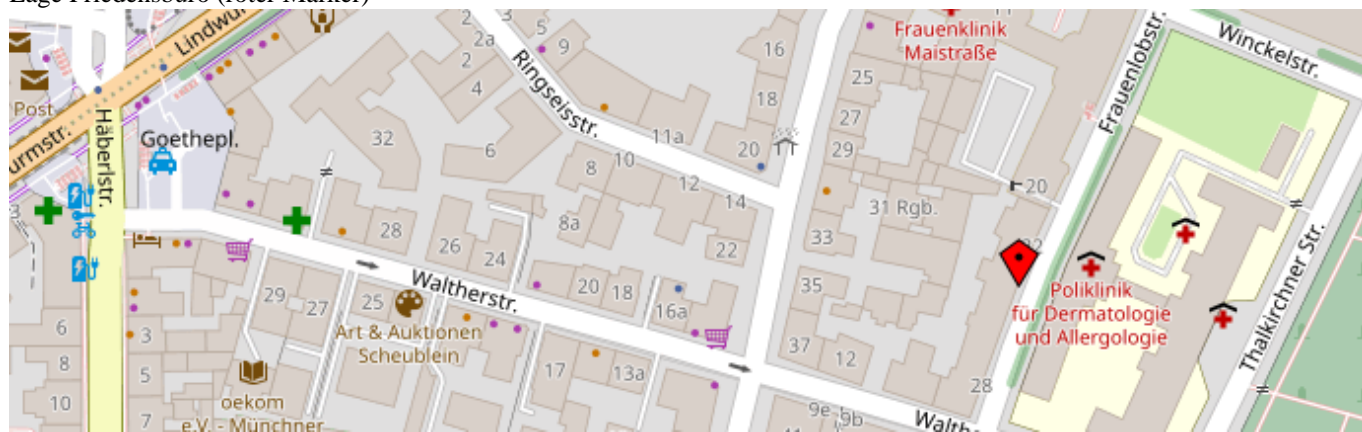 Lage Friedensbüro (roter Marker)
Lindwu
Post
urmstr.
Häberlstr.
Goethepl.
Ringseisstr.
Frauenklinik
Maistraße
Frauenlobstr.
Winckelstr.
2a
2
2
4
5
9
16
18
20
11a
25
27
29
31 Rgb.
33
35
37
12
20
28
32
6
8
10
12
14
8a
22
28
26
24
20
18
16a
Waltherstr.
Poliklinik
für Dermatologie
und Allergologie
Thalkirchner Str.
29
27
25
Art & Auktionen
Scheublein
oekom
e.V. - Münchner
17
13a
6
8
10
3
5
7
9e
9b
Walthe